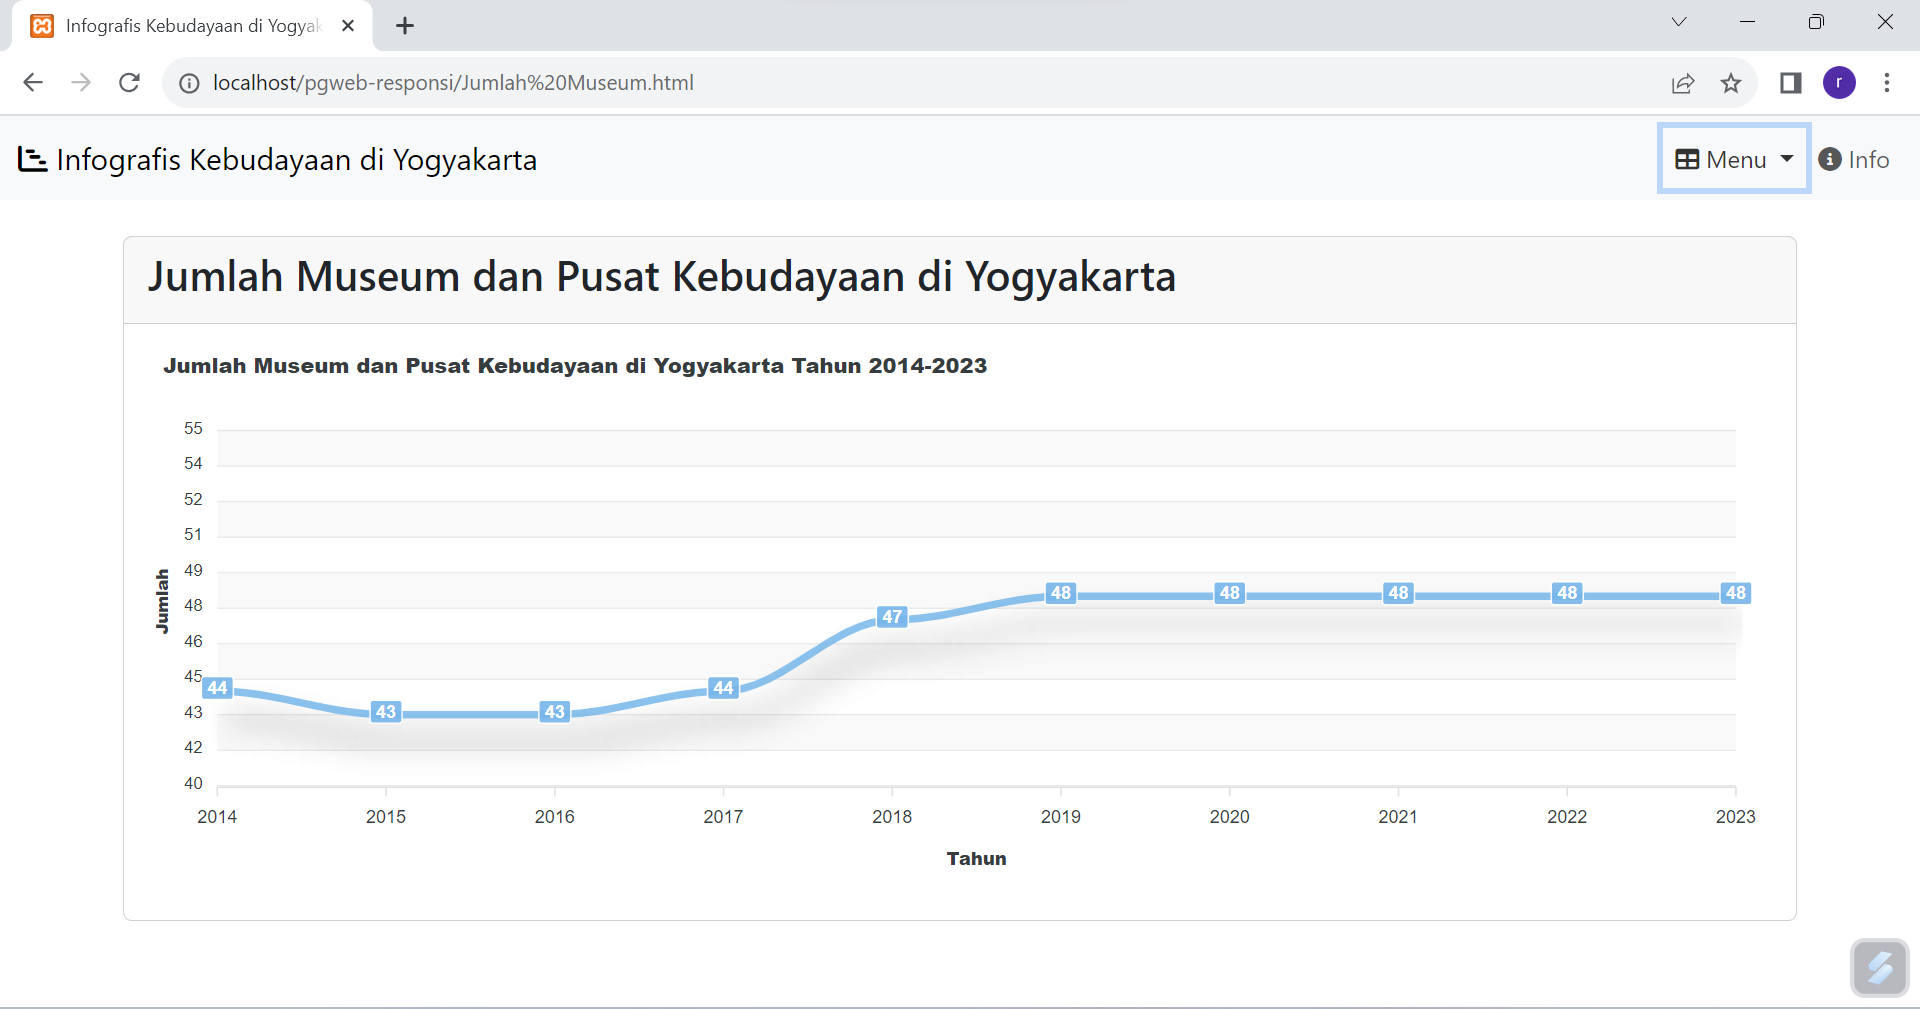 Infografis Kebudayaan di Yogyak
localhost/pgweb-responsi/Jumlah%20Museum.html
r
Infografis Kebudayaan di Yogyakarta
Menu
Info
Jumlah Museum dan Pusat Kebudayaan di Yogyakarta
Jumlah Museum dan Pusat Kebudayaan di Yogyakarta Tahun 2014-2023
Jumlah
55
54
52
51
49
48
46
45
43
42
40
44
43
43
44
47
48
48
48
48
48
2014 2015 2016 2017 2018 2019 2020 2021 2022 2023
Tahun